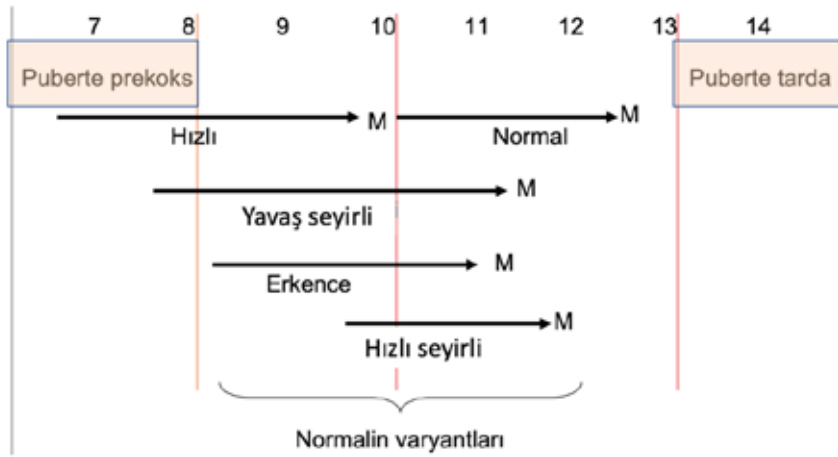 7 8 9 10 11 12 13 14
Puberte prekoks Puberte tarda
M M
Hızlı Normal
M
Yavaş seyirli
M
Erkence
M
Hızlı seyirli
Normalin varyantları